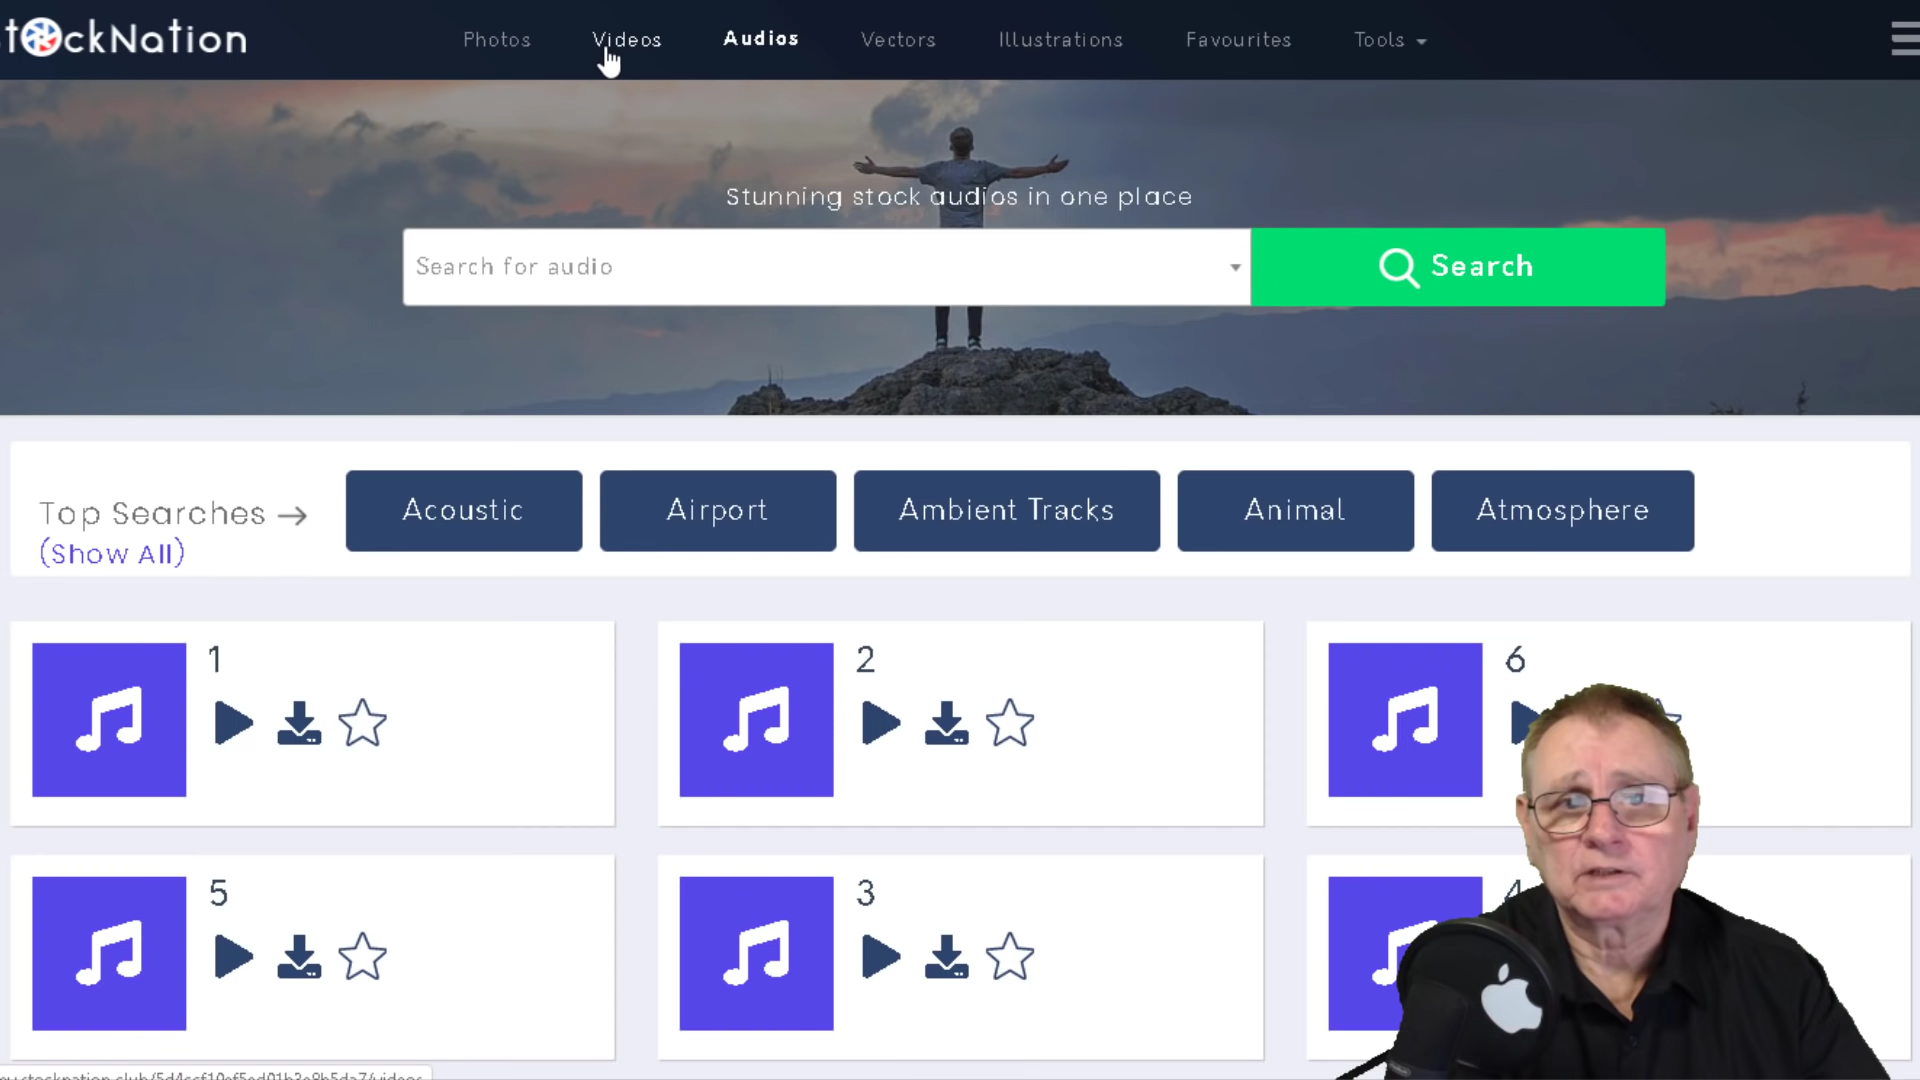 tockNation
Photos Videos Audios Vectors Illustrations Favourites Tools
Stunning stock audios in one place
Search for audio
Search
Top Searches →
(Show All)
Acoustic Airport Ambient Tracks Animal Atmosphere
1 2 6
5 3